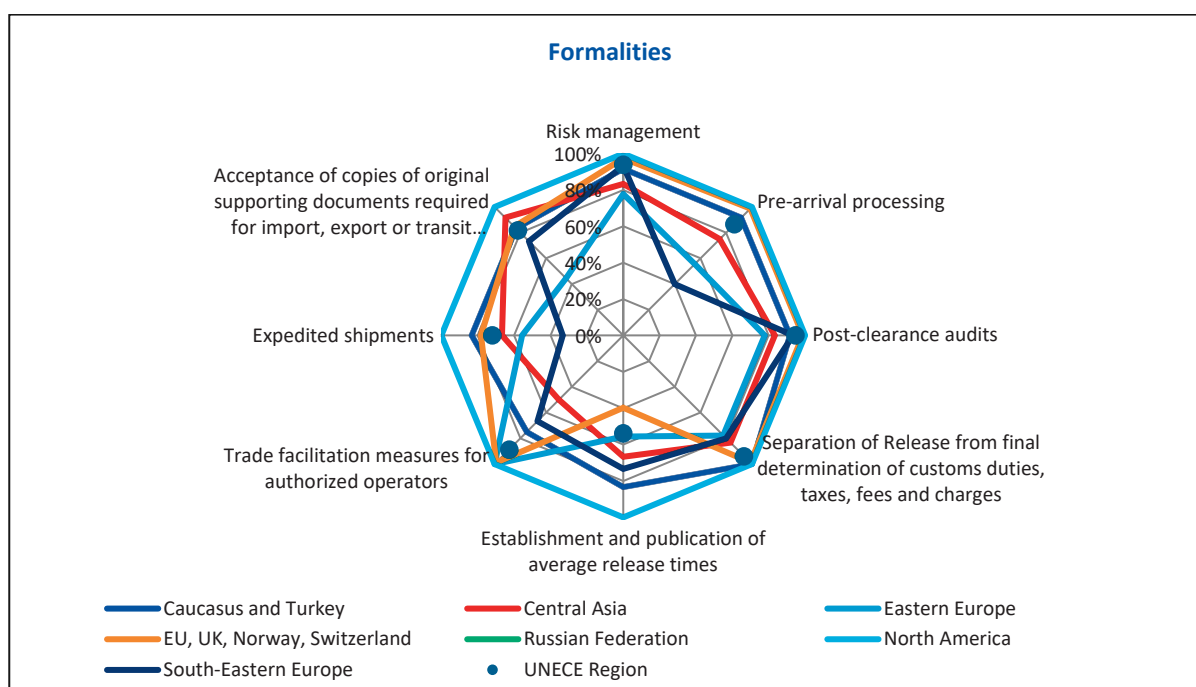 Formalities
Risk management
100%
80%
60%
40%
20%
0%
Pre-arrival processing
Post-clearance audits
Separation of Release from final
determination of customs duties,
taxes, fees and charges
Establishment and publication of
average release times
Trade facilitation measures for
authorized operators
Expedited shipments
Acceptance of copies of original
supporting documents required
for import, export or transit...
Caucasus and Turkey
Central Asia
Eastern Europe
EU, UK, Norway, Switzerland
Russian Federation
North America
South-Eastern Europe
UNECE Region